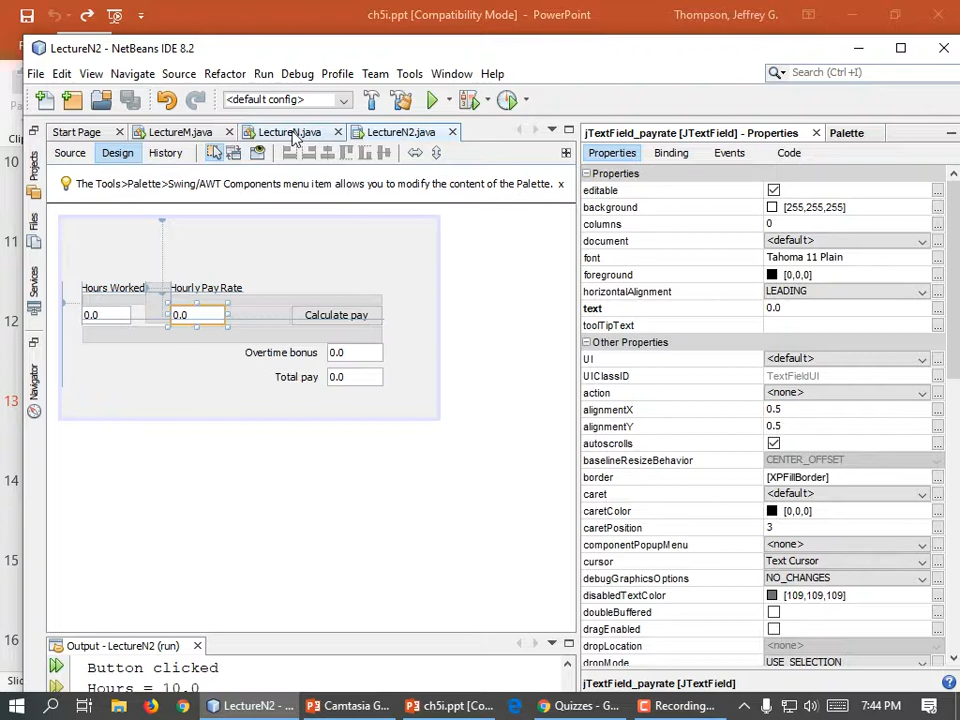 ch5i.ppt [Compatibility Mode] - PowerPoint
Thompson, Jeffrey G.
LectureN2 - NetBeans IDE 8.2
File Edit View Navigate Source Refactor Run Debug Profile Team Tools Window Help
Search (Ctrl+I)
<default config>
Start Page LectureM.java LectureN.java LectureN2.java
jTextField_payrate [JTextField] - Properties Palette
Source Design History
Properties Binding Events Code
The Tools>Palette>Swing/AWT Components menu item allows you to modify the content of the Palette. x
Projects
Files
Services
Navigator
10
11
12
13
14
15
16
Hours Worked Hourly Pay Rate
0.0 0.0 Calculate pay
Overtime bonus 0.0
Total pay 0.0
Properties
editable
background [255,255,255]
columns 0
document <default>
font Tahoma 11 Plain
foreground [0,0,0]
horizontalAlignment LEADING
text 0.0
toolTipText
Other Properties
UI <default>
UIClassID TextFieldUI
action <none>
alignmentX 0.5
alignmentY 0.5
autoscrolls
baselineResizeBehavior CENTER_OFFSET
border [XPFillBorder]
caret <default>
caretColor [0,0,0]
caretPosition 3
componentPopupMenu <none>
cursor Text Cursor
debugGraphicsOptions NO_CHANGES
disabledTextColor [109,109,109]
doubleBuffered
dragEnabled
dropLocation <none>
dropMode USE_SELECTION
jTextField_payrate [JTextField]
Output - LectureN2 (run)
Button clicked
Hours = 10.0
LectureN2 - ... Camtasia G... ch5i.ppt [Co... Quizzes - G... Recording...
7:44 PM